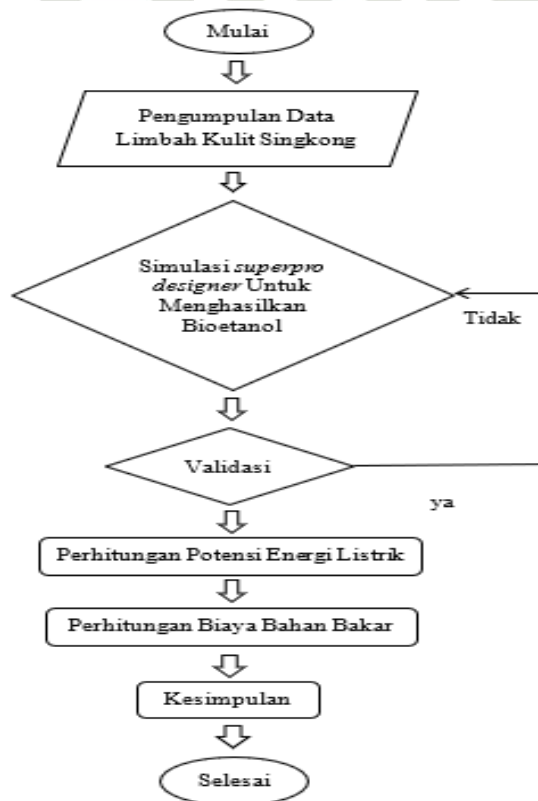 Mulai
Pengumpulan Data
Limbah Kulit Singkong
Simulasi superpro
designer Untuk
Menghasilkan
Bioetanol
Tidak
Validasi
ya
Perhitungan Potensi Energi Listrik
Perhitungan Biaya Bahan Bakar
Kesimpulan
Selesai